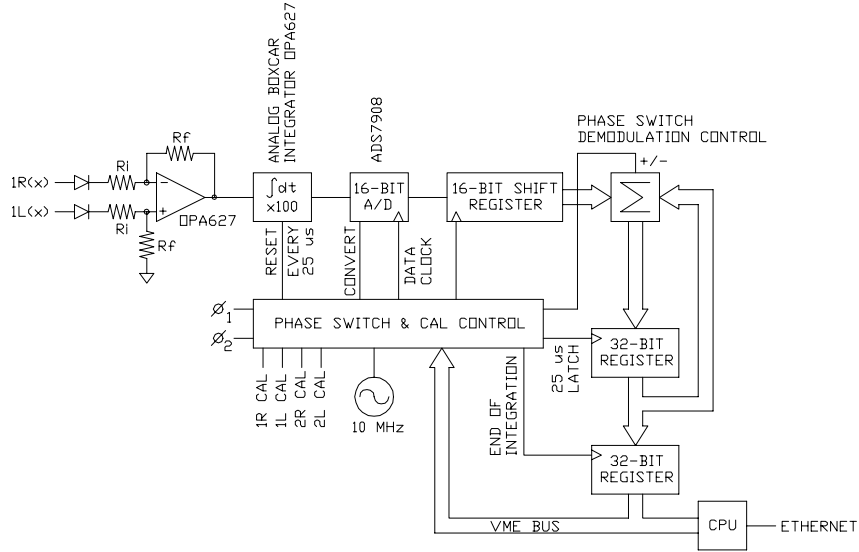 ANALOG BOXCAR
INTEGRATOR OPA627
ADS7908
PHASE SWITCH
DEMODULATION CONTROL
+/-
Rf
Ri
1R(x)
1L(x)
−
+
OPA627
Ri
Rf
∫dt
x100
16-BIT
A/D
16-BIT SHIFT
REGISTER
Σ
RESET
EVERY
25 us
CONVERT
DATA
CLOCK
Ø1
Ø2
PHASE SWITCH & CAL CONTROL
25 us
LATCH
32-BIT
REGISTER
1R CAL
1L CAL
2R CAL
2L CAL
10 MHz
END OF
INTEGRATION
32-BIT
REGISTER
VME BUS
CPU
ETHERNET